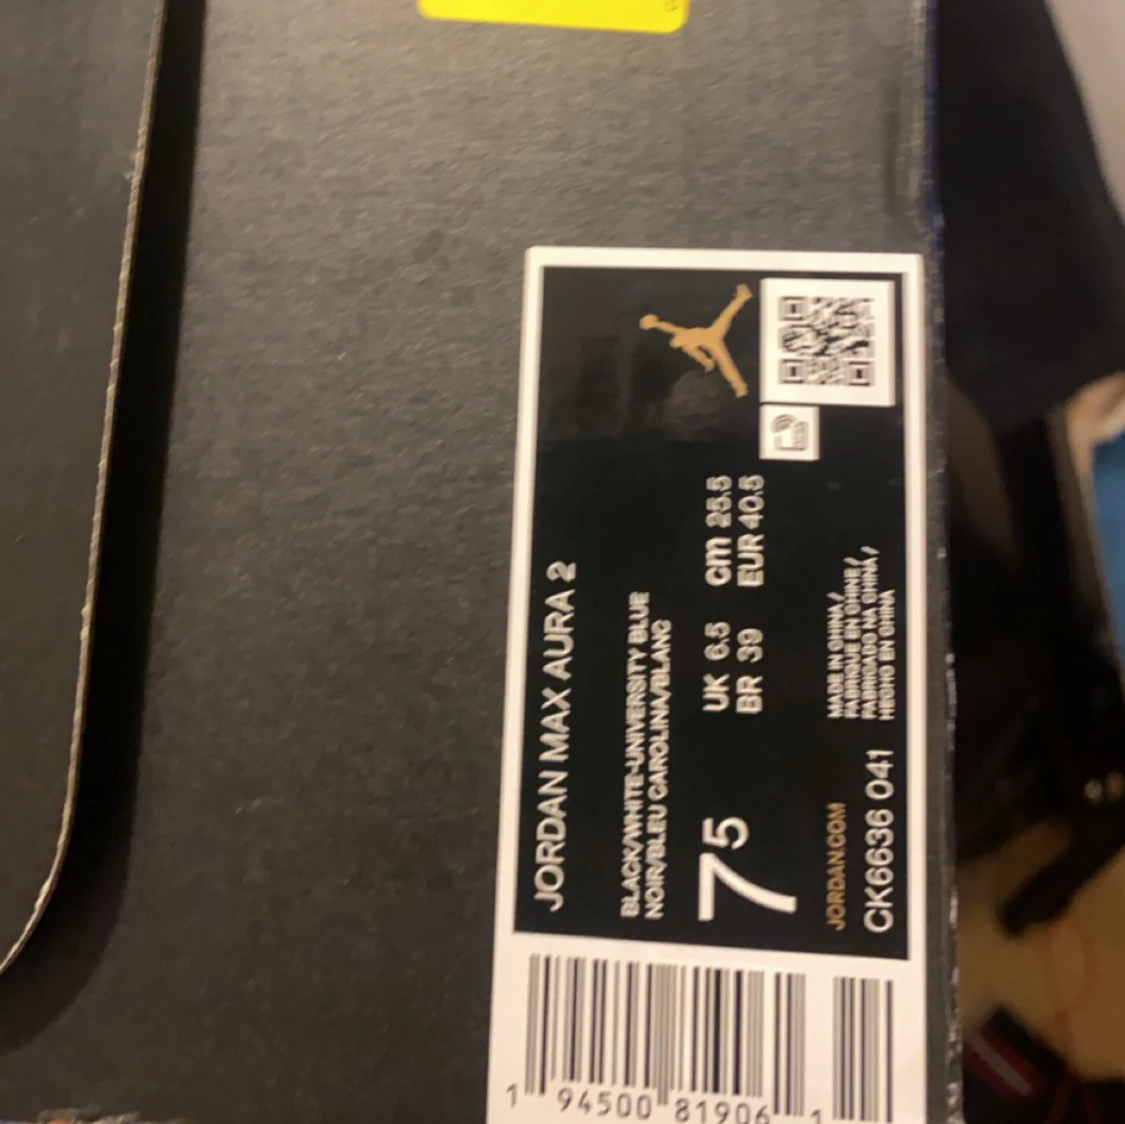 JORDAN MAX AURA 2
BLACK/WHITE-UNIVERSITY BLUE
NOIR/BLEU CAROLINA/BLANC
7 5
UK 6.5 cm 25.5
BR 39 EUR 40.5
JORDAN.COM
CK6636 041
MADE IN CHINA /
FABRIQUÉ EN CHINE /
FABRICADO NA CHINA /
HECHO EN CHINA
1 94500 81906 1